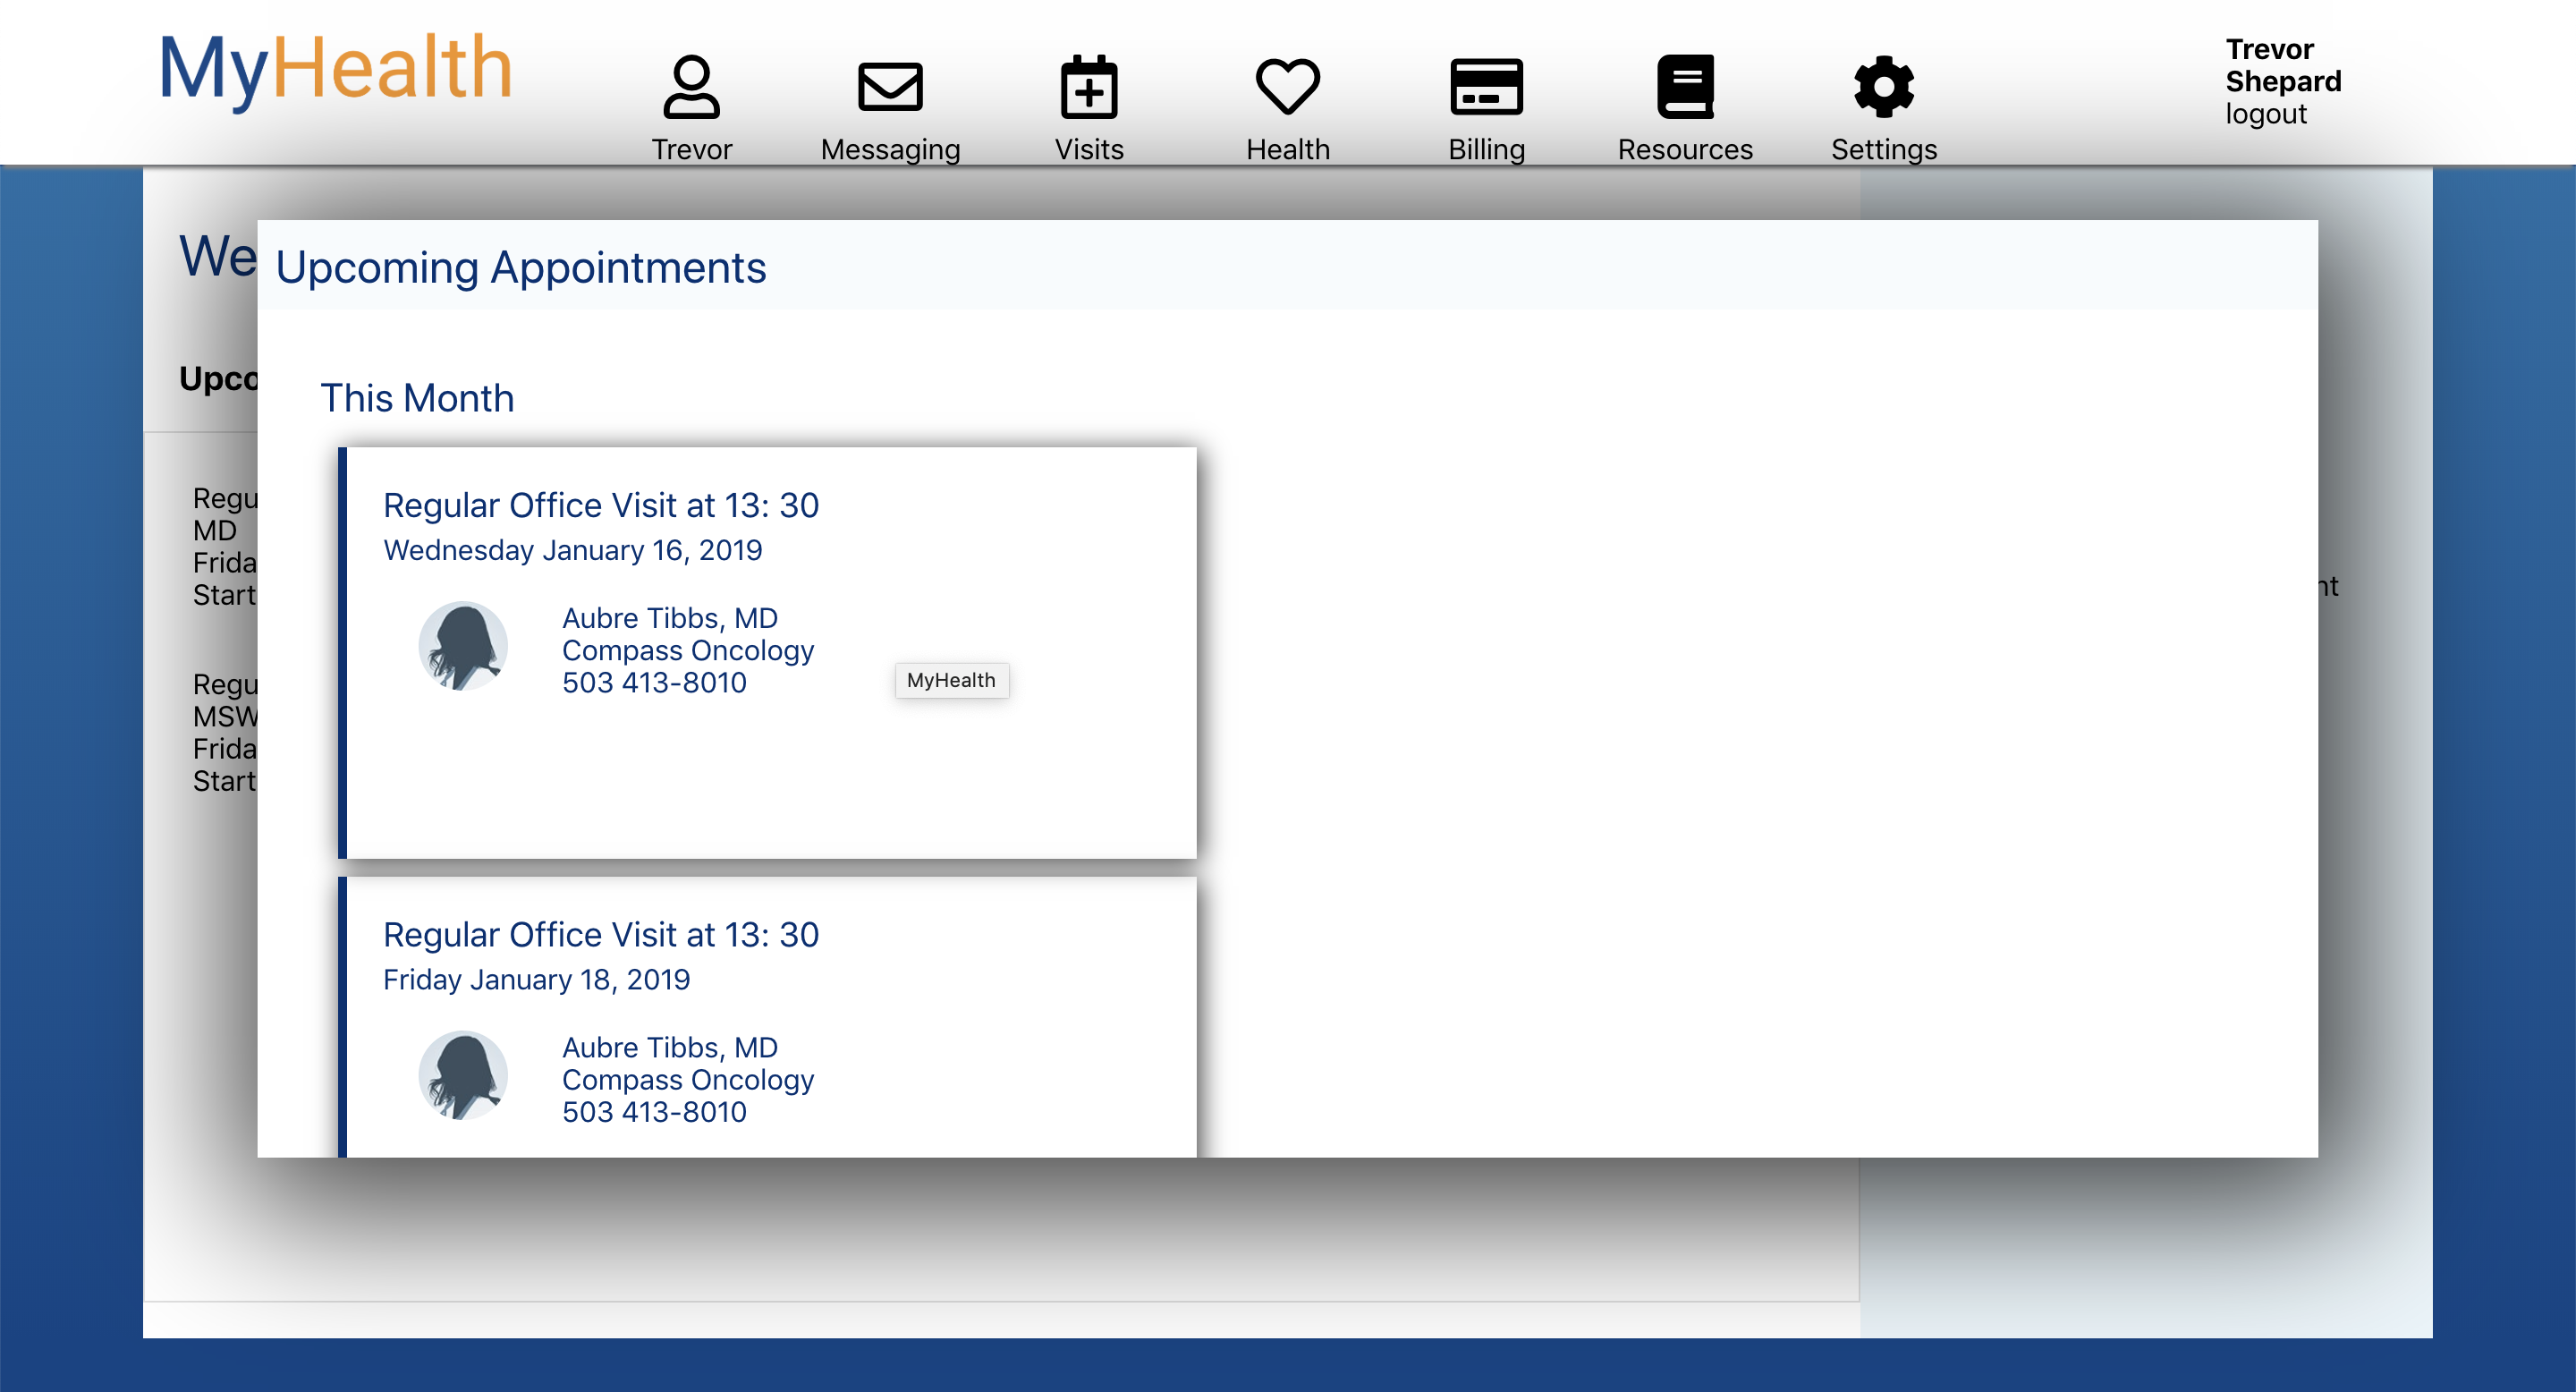 MyHealth
Trevor
Messaging
Visits
Health
Billing
Resources
Settings
Trevor
Shepard
logout
We
Upcoming Appointments
Upco
This Month
Regu
MD
Frida
Start
Regu
MSW
Frida
Start
Regular Office Visit at 13: 30
Wednesday January 16, 2019
Aubre Tibbs, MD
Compass Oncology
503 413-8010
MyHealth
Regular Office Visit at 13: 30
Friday January 18, 2019
Aubre Tibbs, MD
Compass Oncology
503 413-8010
nt